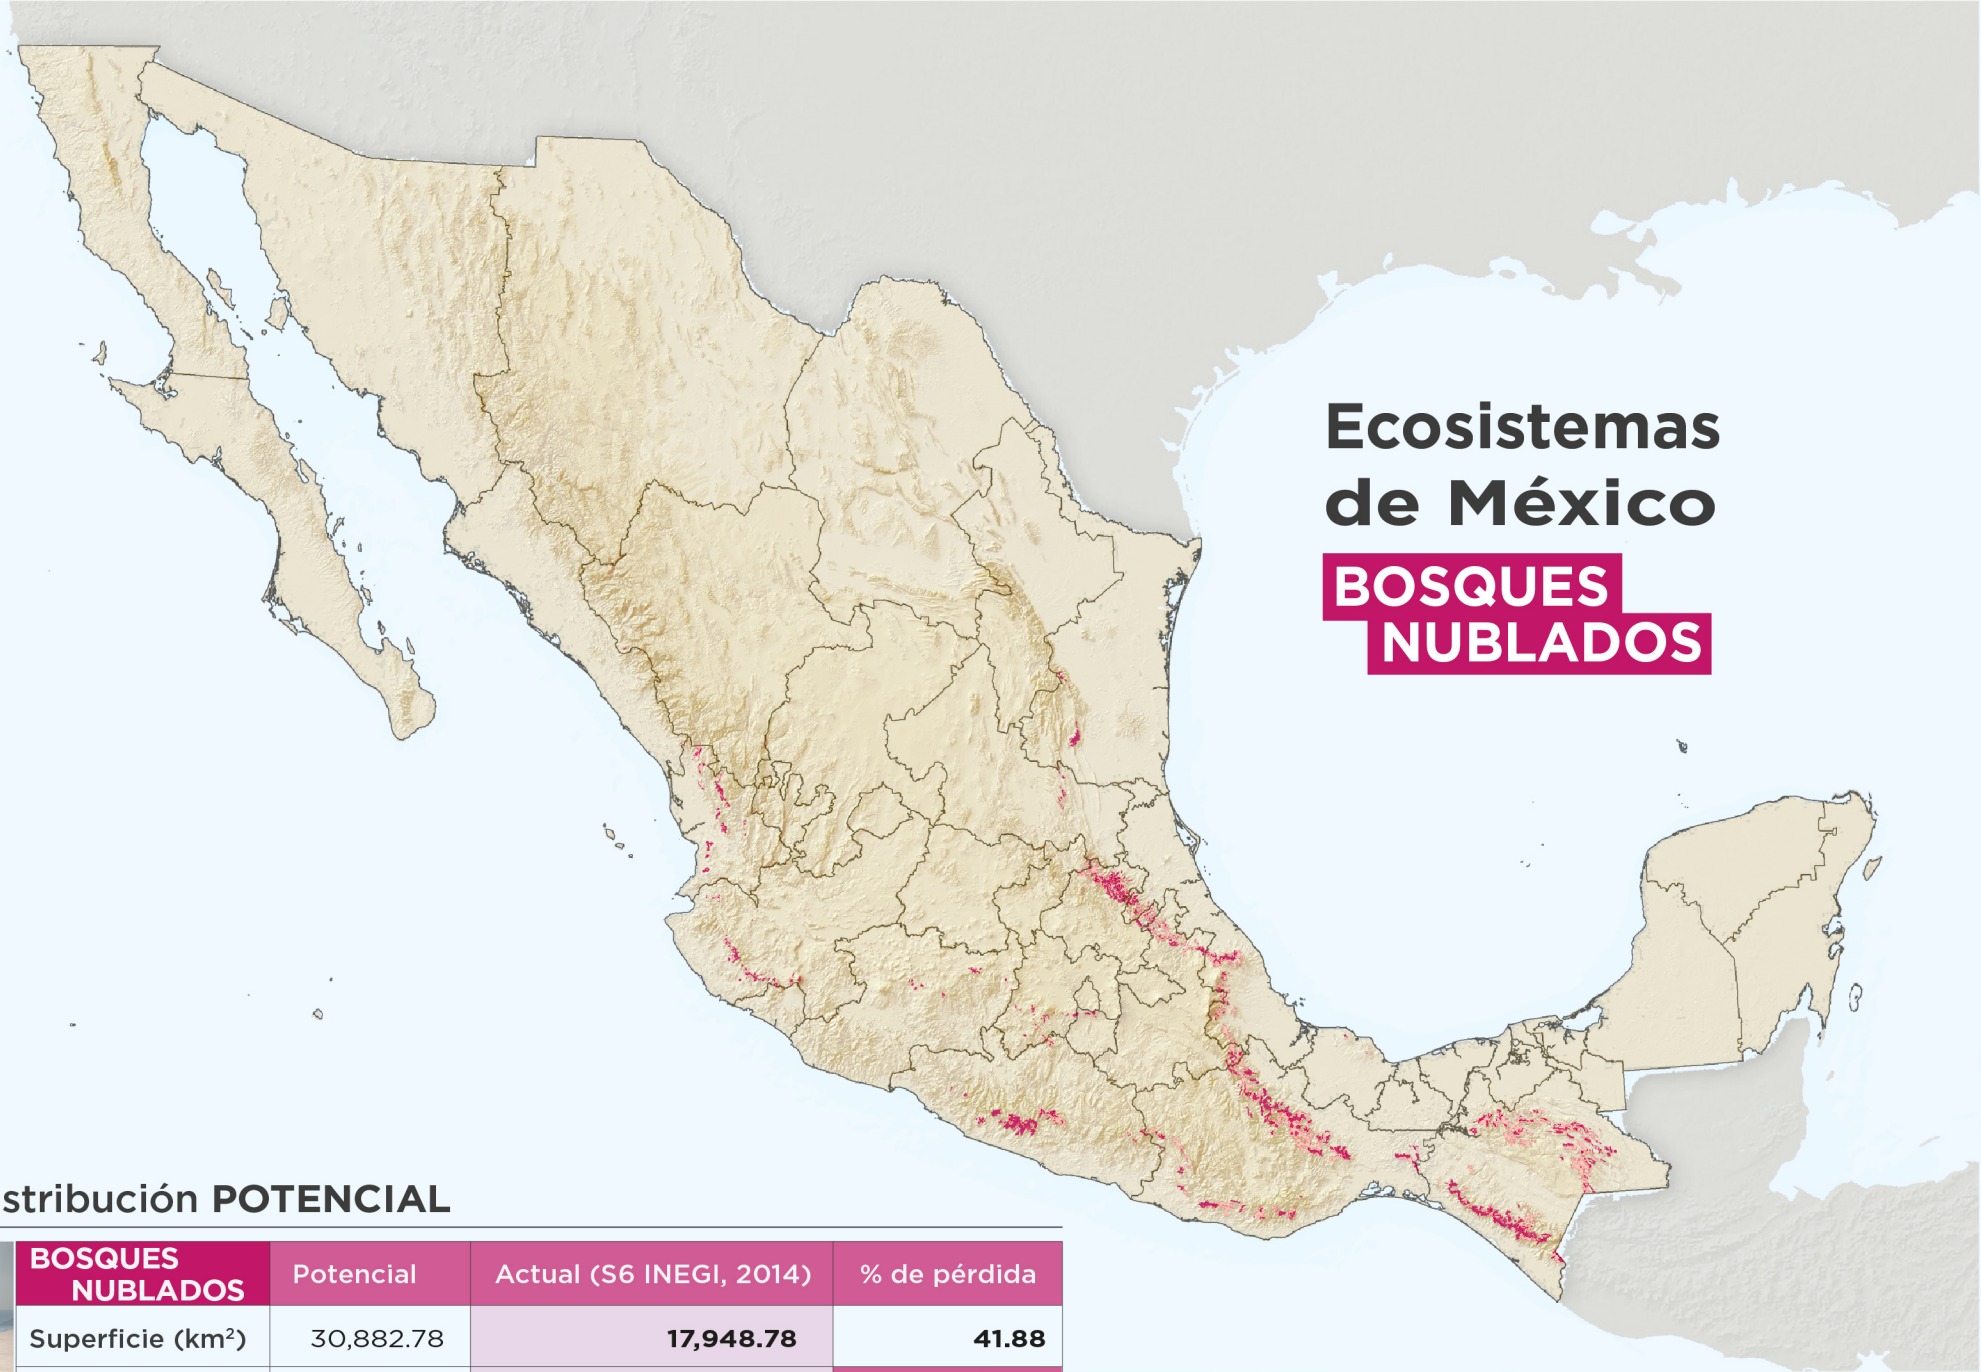 Ecosistemas
de México
BOSQUES
NUBLADOS
stribución POTENCIAL
BOSQUES
NUBLADOS
Potencial
Actual (S6 INEGI, 2014)
% de pérdida
Superficie (km²)
30,882.78
17,948.78
41.88